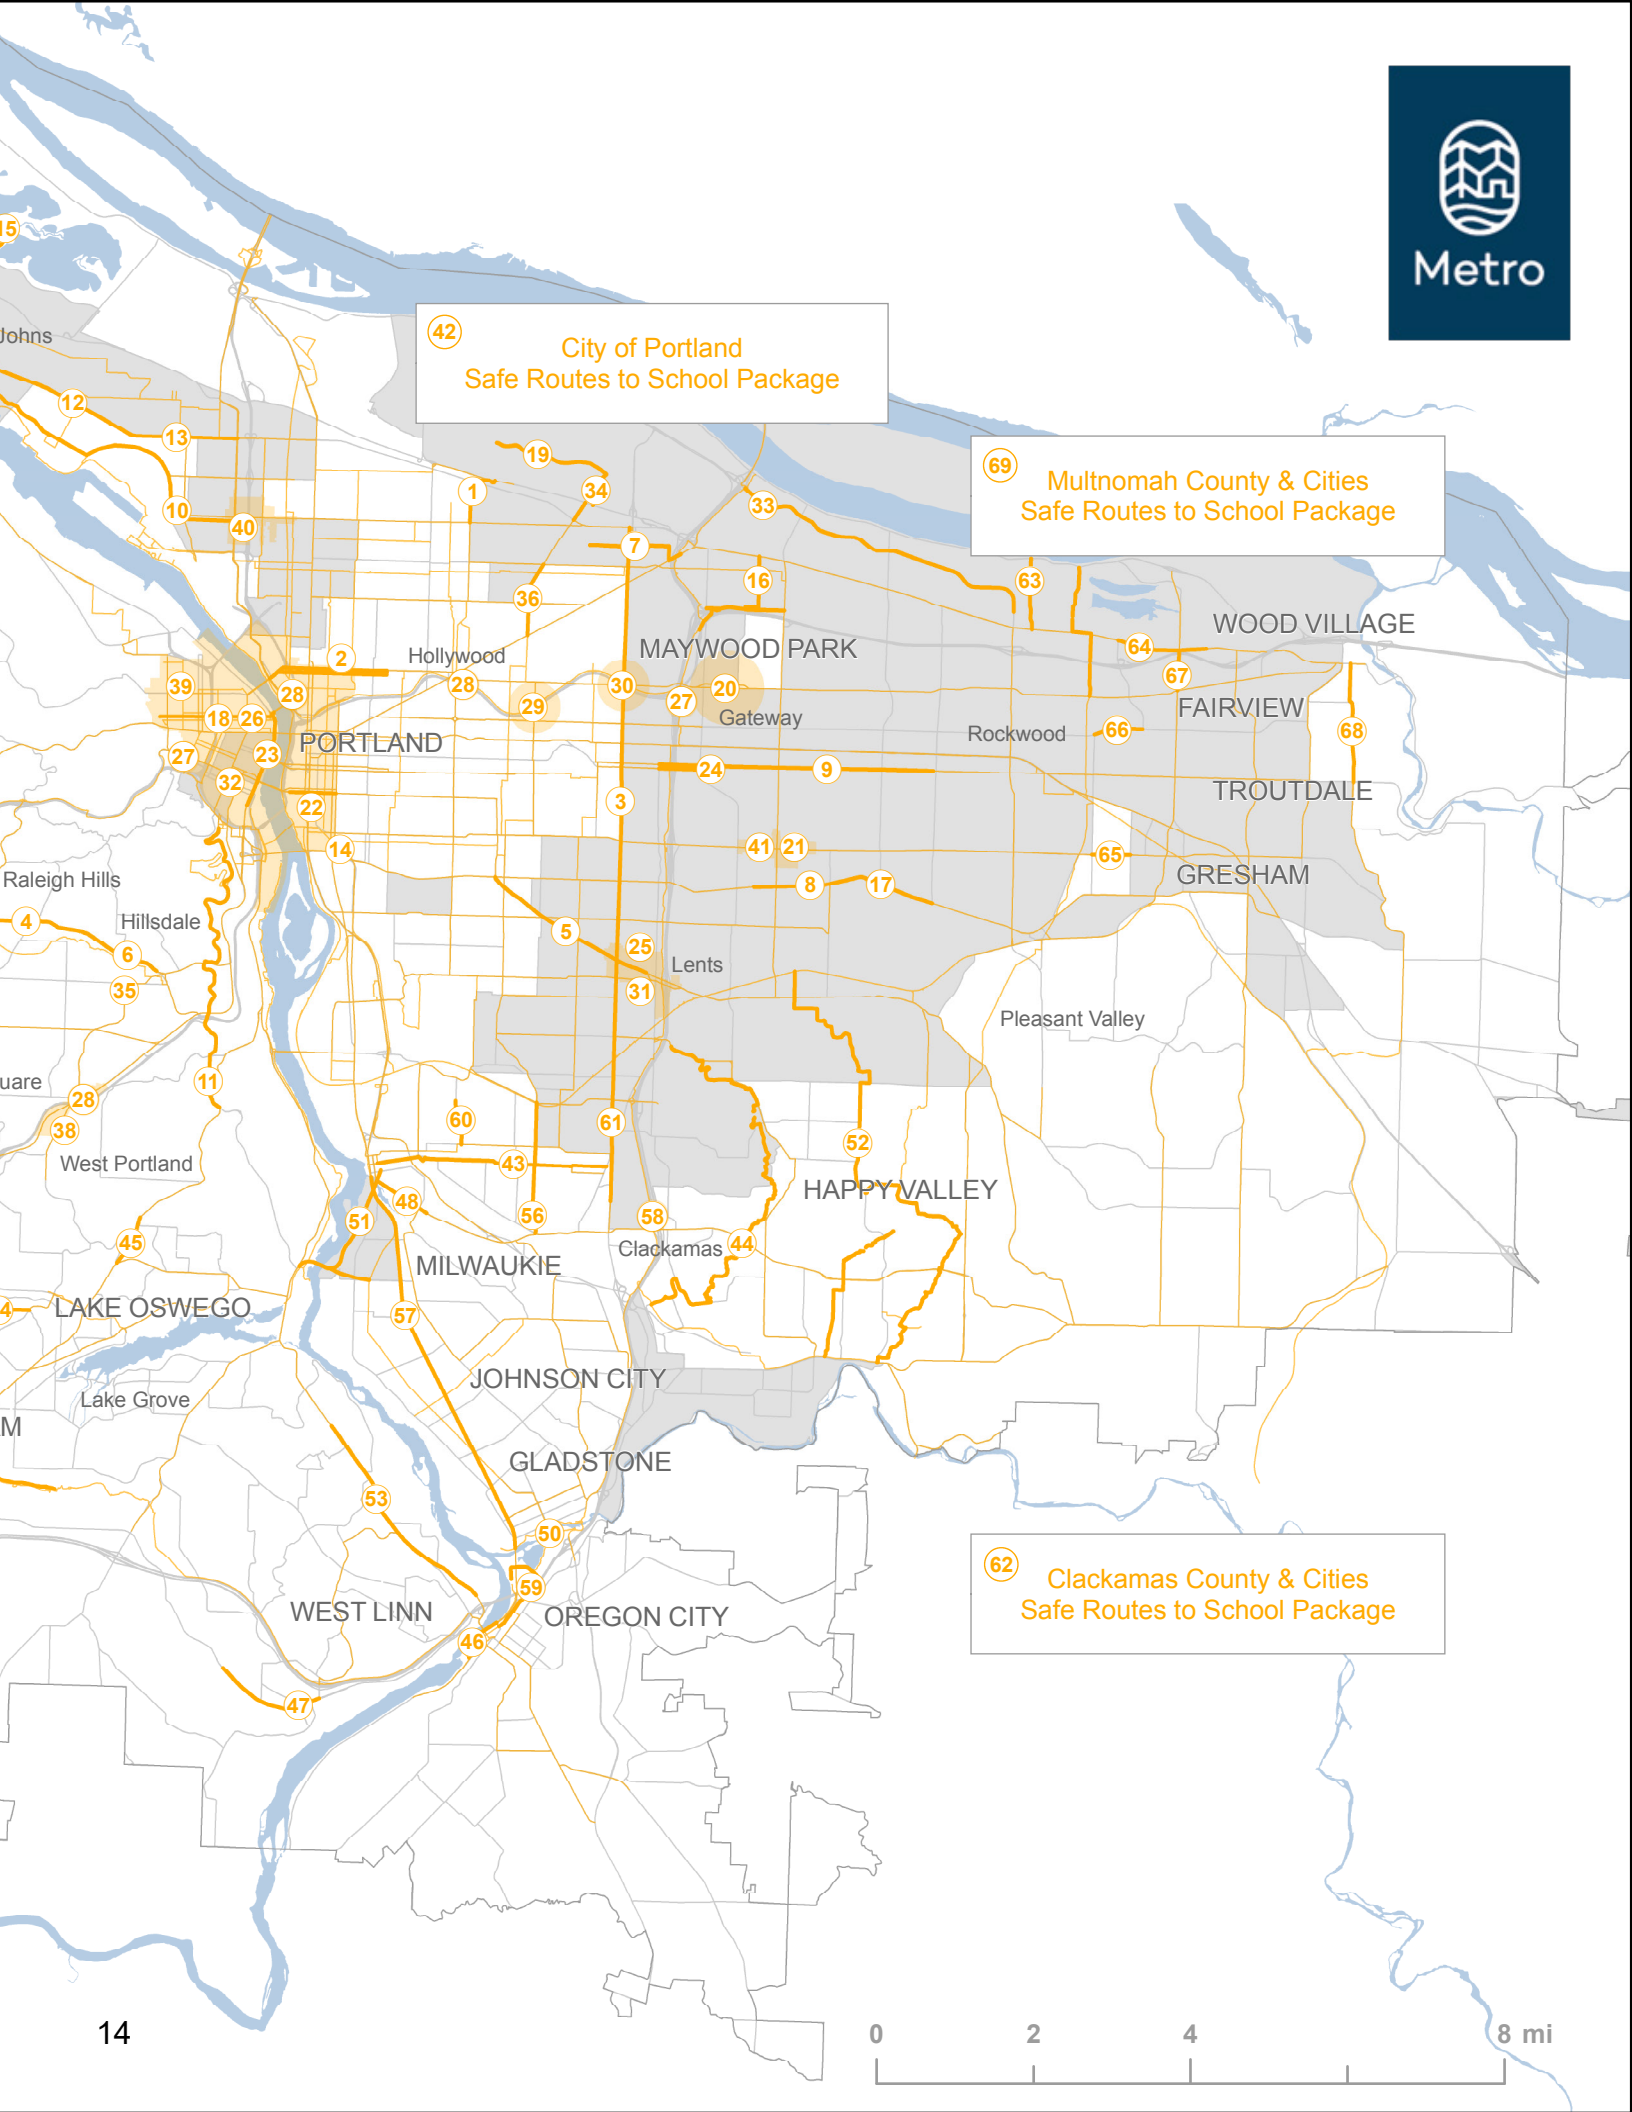 Metro
15
Johns
42
City of Portland
Safe Routes to School Package
12
13
19
1
34
69
Multnomah County & Cities
Safe Routes to School Package
33
10
40
7
16
63
36
WOOD VILLAGE
2
Hollywood
MAYWOOD PARK
64
39
28
28
30
20
67
29
27
18
26
Gateway
FAIRVIEW
Rockwood
66
68
PORTLAND
23
27
24
9
32
TROUTDALE
22
3
14
41
21
65
Raleigh Hills
8
17
GRESHAM
4
Hillsdale
5
6
25
Lents
35
31
Pleasant Valley
uare
11
28
60
61
38
52
West Portland
43
HAPPY VALLEY
48
51
56
58
45
Clackamas
44
MILWAUKIE
4
LAKE OSWEGO
57
JOHNSON CITY
Lake Grove
M
GLADSTONE
53
50
62
Clackamas County & Cities
Safe Routes to School Package
59
WEST LINN
OREGON CITY
46
47
14
0
2
4
8 mi